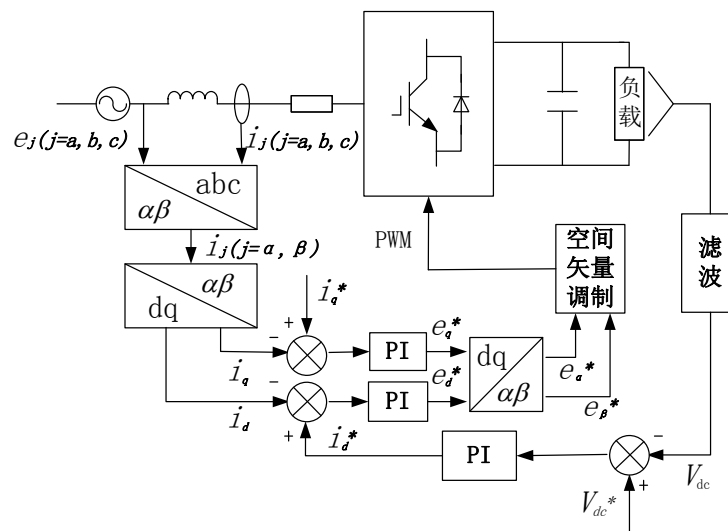 负载
e_j(j=a,b,c)
i_j(j=a,b,c)
abc
αβ
PWM
空间
矢量
调制
滤波
i_j(j=α,β)
αβ
dq
i_q*
+
-
PI
e_q*
i_q
-
PI
e_d*
dq
αβ
e_α*
e_β*
i_d
+
i_d*
PI
-
V_dc
+
V_dc*